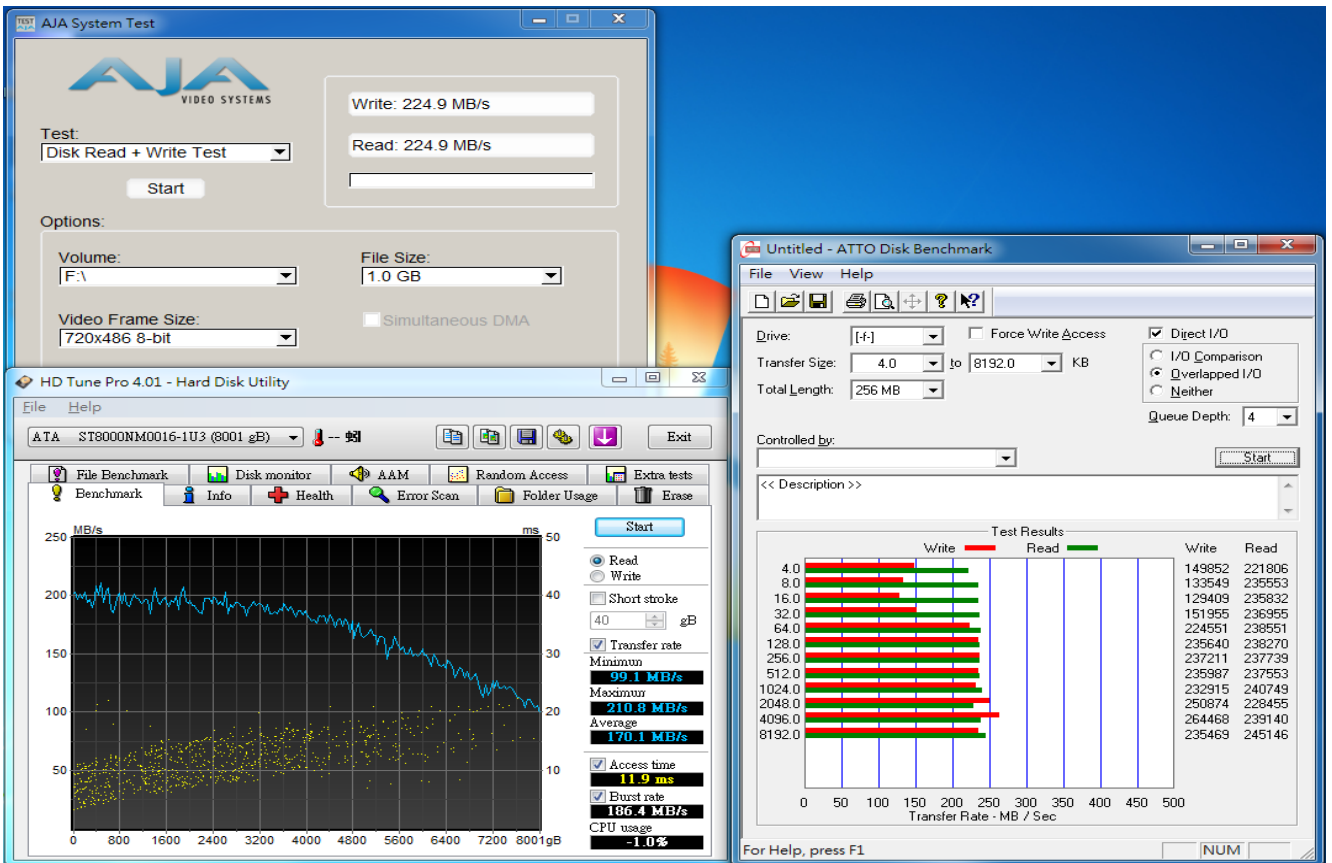 TEST
AJA
AJA System Test
AJA
VIDEO SYSTEMS
Write: 224.9 MB/s
Test:
Disk Read + Write Test
Read: 224.9 MB/s
Start
Options:
Volume:
File Size:
F:\
1.0 GB
Video Frame Size:
Simultaneous DMA
720x486 8-bit
HD Tune Pro 4.01 - Hard Disk Utility
File Help
ATA ST8000NM0016-1U3 (8001 gB)
--
Exit
File Benchmark Disk monitor AAM Random Access Extra tests
Benchmark Info Health Error Scan Folder Usage Erase
MB/s ms
250 50
200 40
150 30
100 20
50 10
0 800 1600 2400 3200 4000 4800 5600 6400 7200 8001gB
Start
Read
Write
Short stroke
40 gB
Transfer rate
Minimum
99.1 MB/s
Maximum
210.8 MB/s
Average
170.1 MB/s
Access time
11.9 ms
Burst rate
186.4 MB/s
CPU usage
-1.0%
Untitled - ATTO Disk Benchmark
File View Help
Drive: [-f-] Force Write Access Direct I/O
Transfer Size: 4.0 to 8192.0 KB
I/O Comparison
Overlapped I/O
Neither
Total Length: 256 MB
Queue Depth: 4
Controlled by:
Start
<< Description >>
Test Results
Write Read Write Read
4.0 149852 221806
8.0 133549 235553
16.0 129409 235832
32.0 151955 236955
64.0 224551 238551
128.0 235640 238270
256.0 237211 237739
512.0 235987 237553
1024.0 232915 240749
2048.0 250874 228455
4096.0 264468 239140
8192.0 235469 245146
0 50 100 150 200 250 300 350 400 450 500
Transfer Rate - MB / Sec
For Help, press F1
NUM